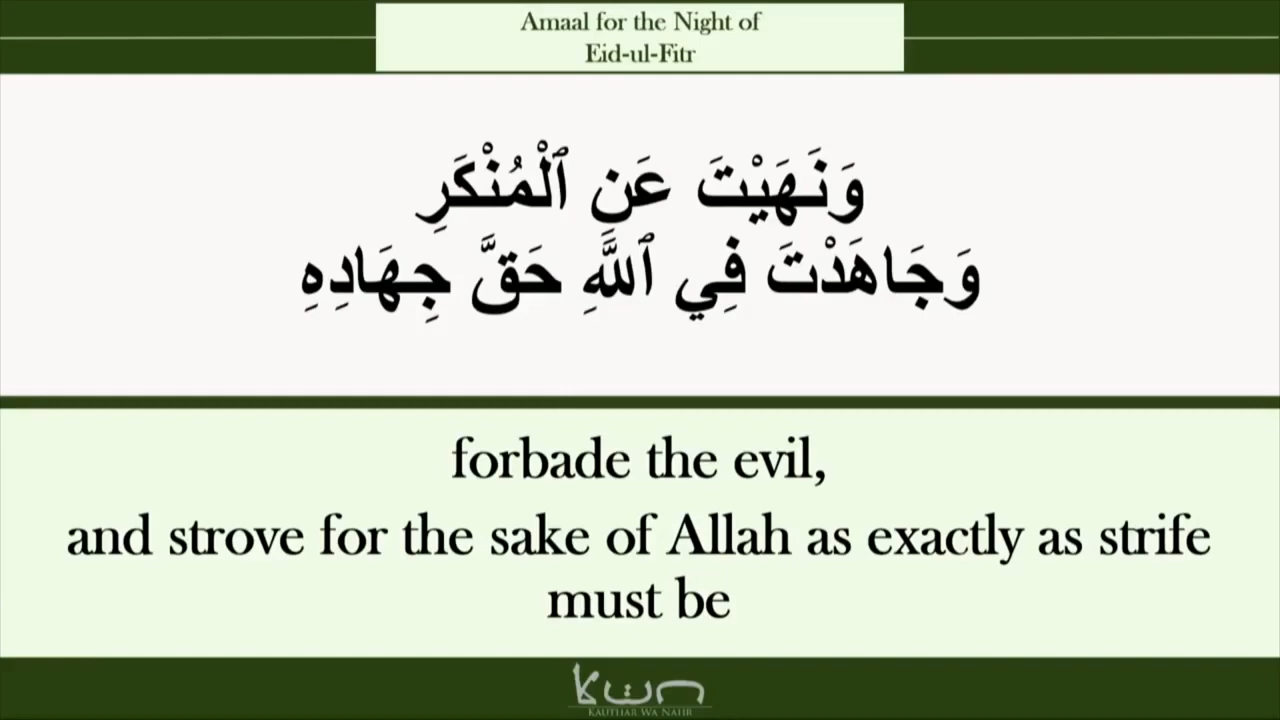 Amaal for the Night of
Eid-ul-Fitr
وَنَهَيْتَ عَنِ ٱلْمُنْكَرِ
وَجَاهَدْتَ فِي ٱللَّهِ حَقَّ جِهَادِهِ
forbade the evil,
and strove for the sake of Allah as exactly as strife
must be
KAUTHAR WA NAHR